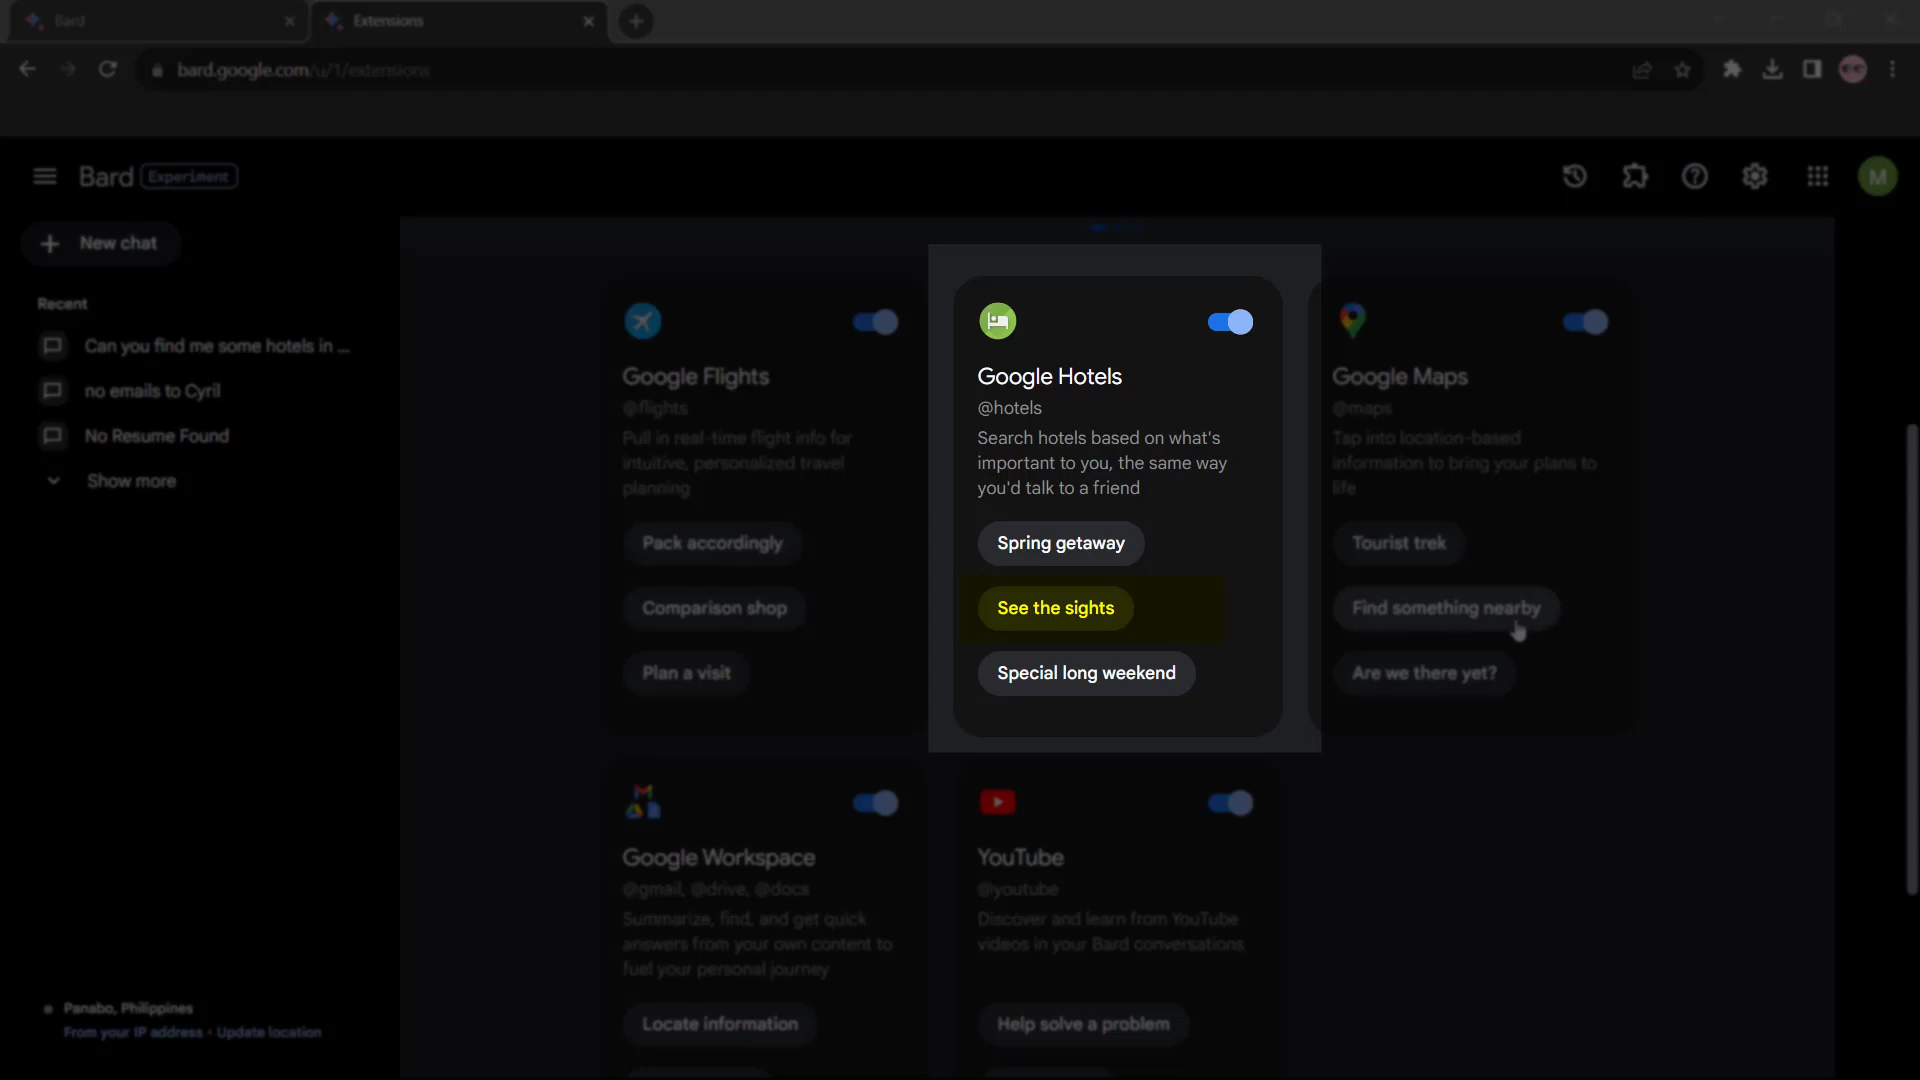 Bard
Extensions
bard.google.com/u/1/extensions
Bard Experiment
M
New chat
Recent
Can you find me some hotels in ...
no emails to Cyril
No Resume Found
Show more
Google Flights
@flights
Pull in real-time flight info for
intuitive, personalized travel
planning
Pack accordingly
Comparison shop
Plan a visit
Google Hotels
@hotels
Search hotels based on what's
important to you, the same way
you'd talk to a friend
Spring getaway
See the sights
Special long weekend
Google Maps
@maps
Tap into location-based
information to bring your plans to
life
Tourist trek
Find something nearby
Are we there yet?
Google Workspace
@gmail, @drive, @docs
Summarize, find, and get quick
answers from your own content to
fuel your personal journey
Locate information
YouTube
@youtube
Discover and learn from YouTube
videos in your Bard conversations
Help solve a problem
Panabo, Philippines
From your IP address • Update location